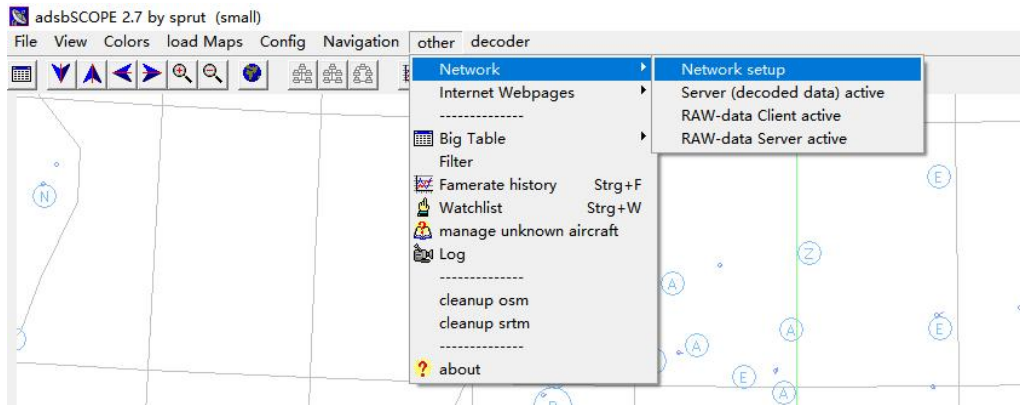 adsbSCOPE 2.7 by sprut (small)
File View Colors load Maps Config Navigation other decoder
Network
Network setup
Internet Webpages
Server (decoded data) active
--------------
RAW-data Client active
Big Table
RAW-data Server active
Filter
Famerate history Strg+F
Watchlist Strg+W
manage unknown aircraft
Log
--------------
cleanup osm
cleanup srtm
--------------
? about
N
E
Z
A
A
E
A
E
A